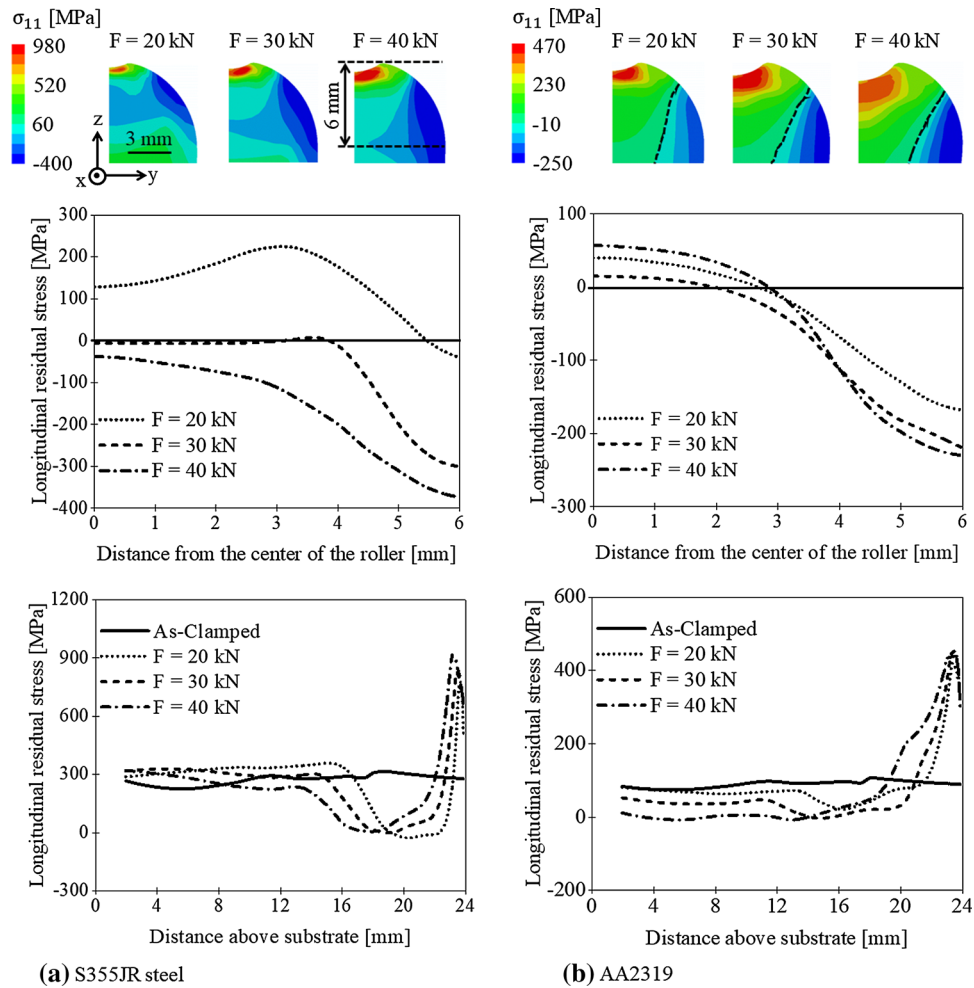 σ₁₁ [MPa]
980
520
60
-400
F = 20 kN
F = 30 kN
F = 40 kN
6 mm
3 mm
z
x
y
σ₁₁ [MPa]
470
230
-10
-250
F = 20 kN
F = 30 kN
F = 40 kN
Longitudinal residual stress [MPa]
300
200
100
0
-100
-200
-300
-400
F = 20 kN
F = 30 kN
F = 40 kN
0 1 2 3 4 5 6
Distance from the center of the roller [mm]
Longitudinal residual stress [MPa]
100
0
-100
-200
-300
F = 20 kN
F = 30 kN
F = 40 kN
0 1 2 3 4 5 6
Distance from the center of the roller [mm]
Longitudinal residual stress [MPa]
1200
900
600
300
0
-300
As-Clamped
F = 20 kN
F = 30 kN
F = 40 kN
0 4 8 12 16 20 24
Distance above substrate [mm]
Longitudinal residual stress [MPa]
600
400
200
0
-200
As-Clamped
F = 20 kN
F = 30 kN
F = 40 kN
0 4 8 12 16 20 24
Distance above substrate [mm]
(a) S355JR steel
(b) AA2319